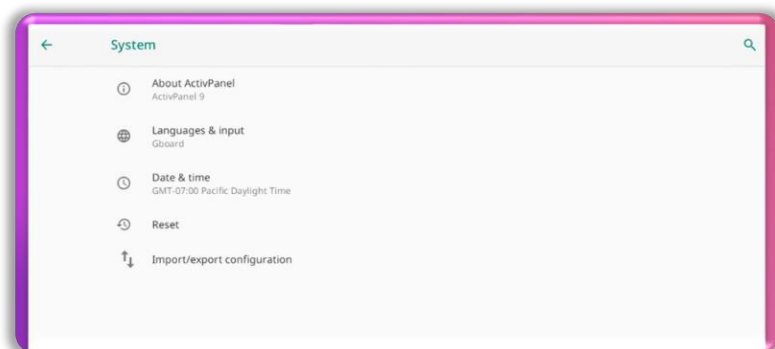 System
About ActivPanel
ActivPanel 9
Languages & input
Gboard
Date & time
GMT-07:00 Pacific Daylight Time
Reset
Import/export configuration